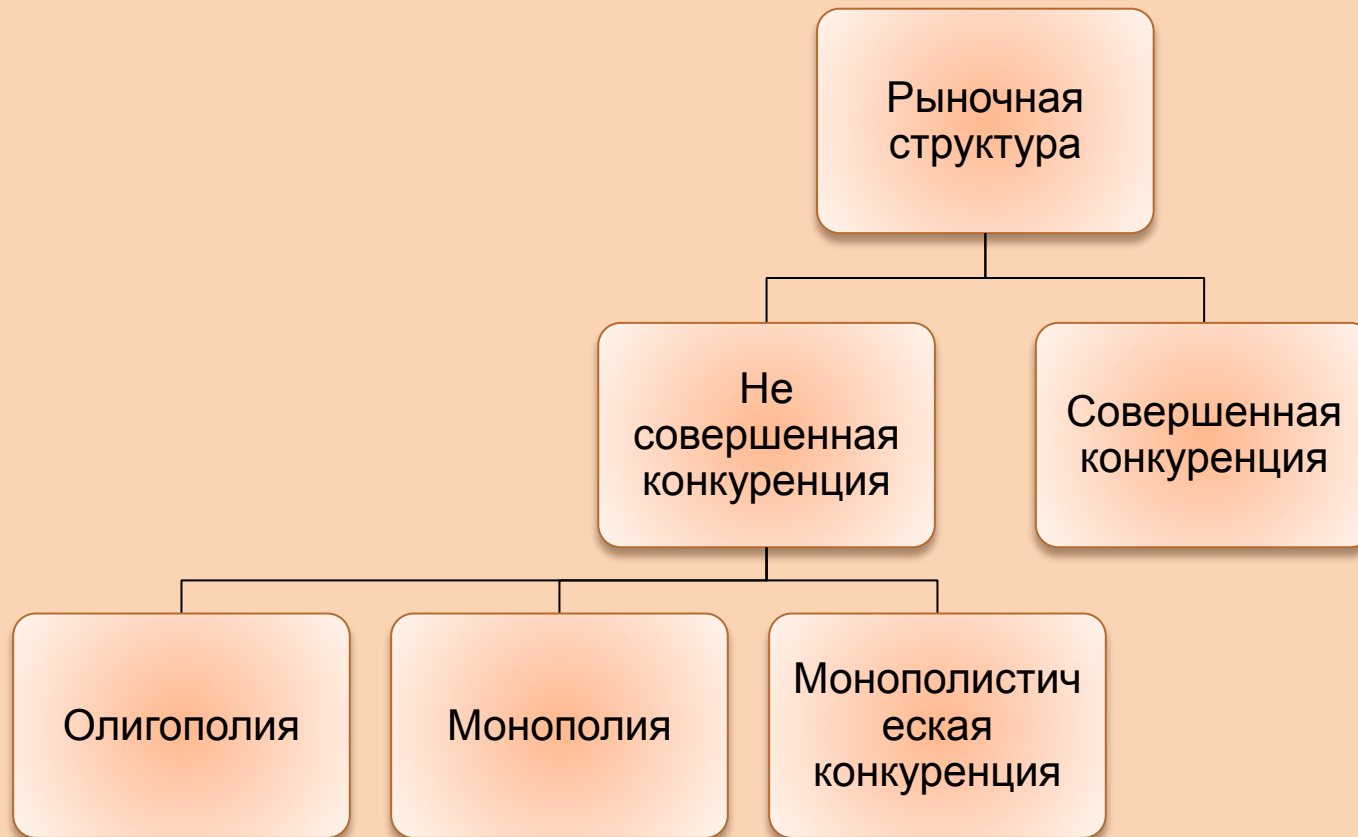 Рыночная
структура
Не
совершенная
конкуренция
Совершенная
конкуренция
Олигополия
Монополия
Монополистич
еская
конкуренция